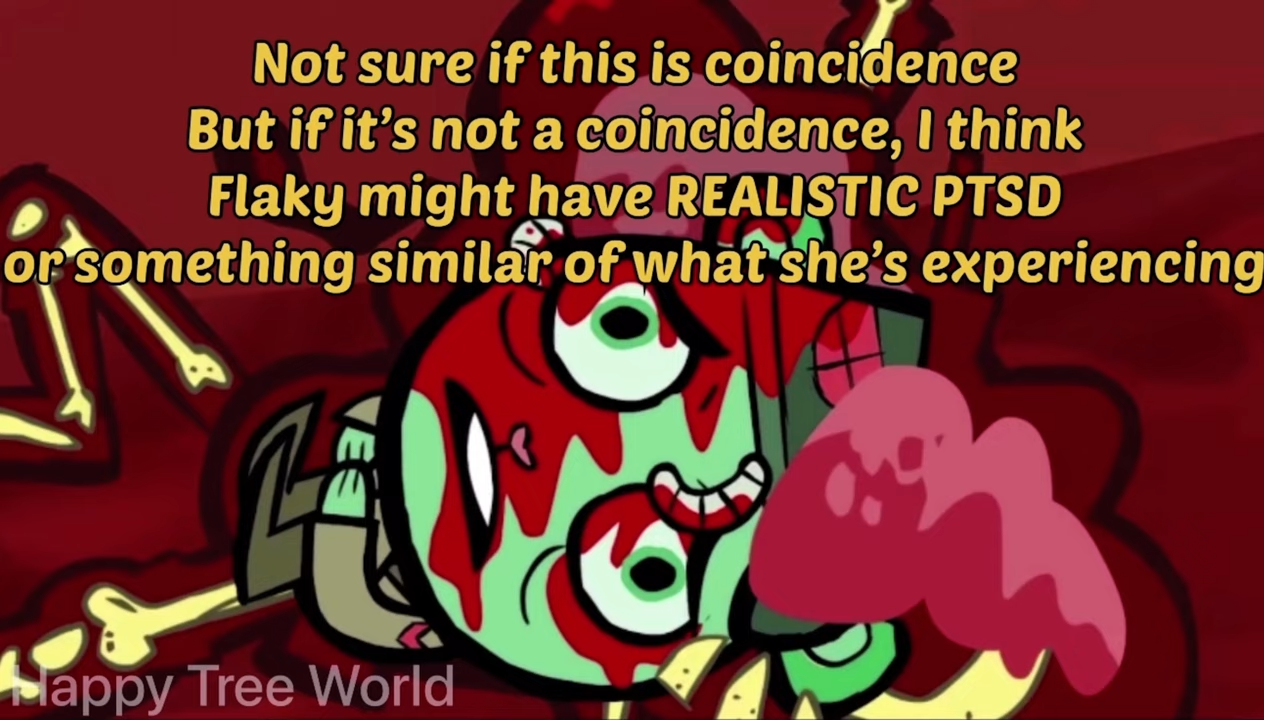 Not sure if this is coincidence
But if it’s not a coincidence, I think
Flaky might have REALISTIC PTSD
or something similar of what she’s experiencing
Happy Tree World